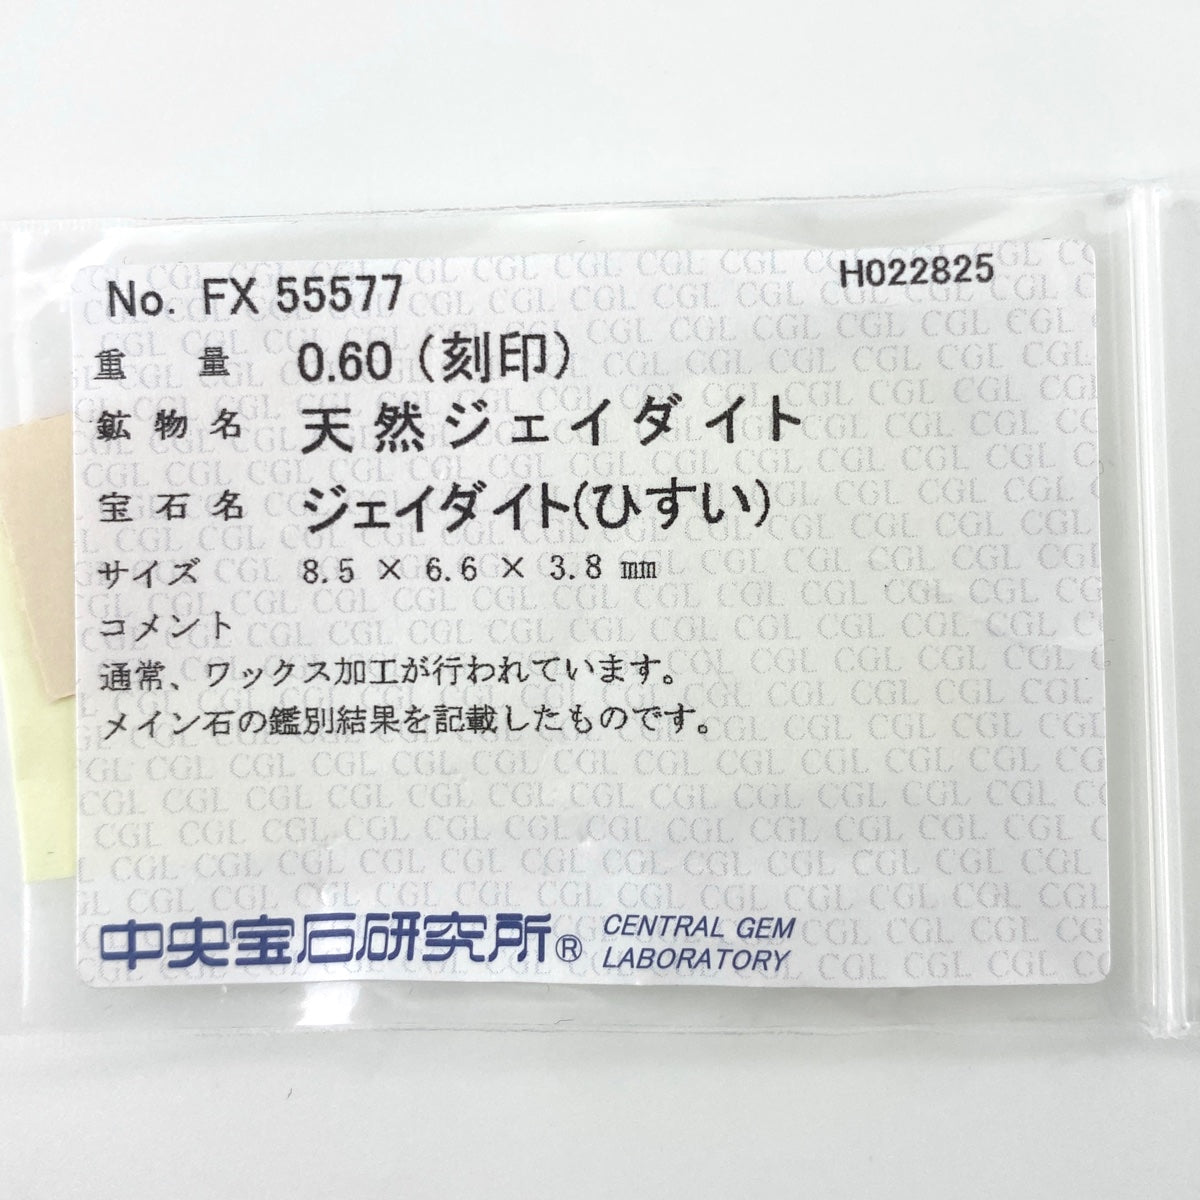 No. FX 55577 H022825
重量 0.60 (刻印)
鉱物名 天然ジェイダイト
宝石名 ジェイダイト(ひすい)
サイズ 8.5 × 6.6 × 3.8 mm
コメント
通常、ワックス加工が行われています。
メイン石の鑑別結果を記載したものです。
中央宝石研究所® CENTRAL GEM
LABORATORY